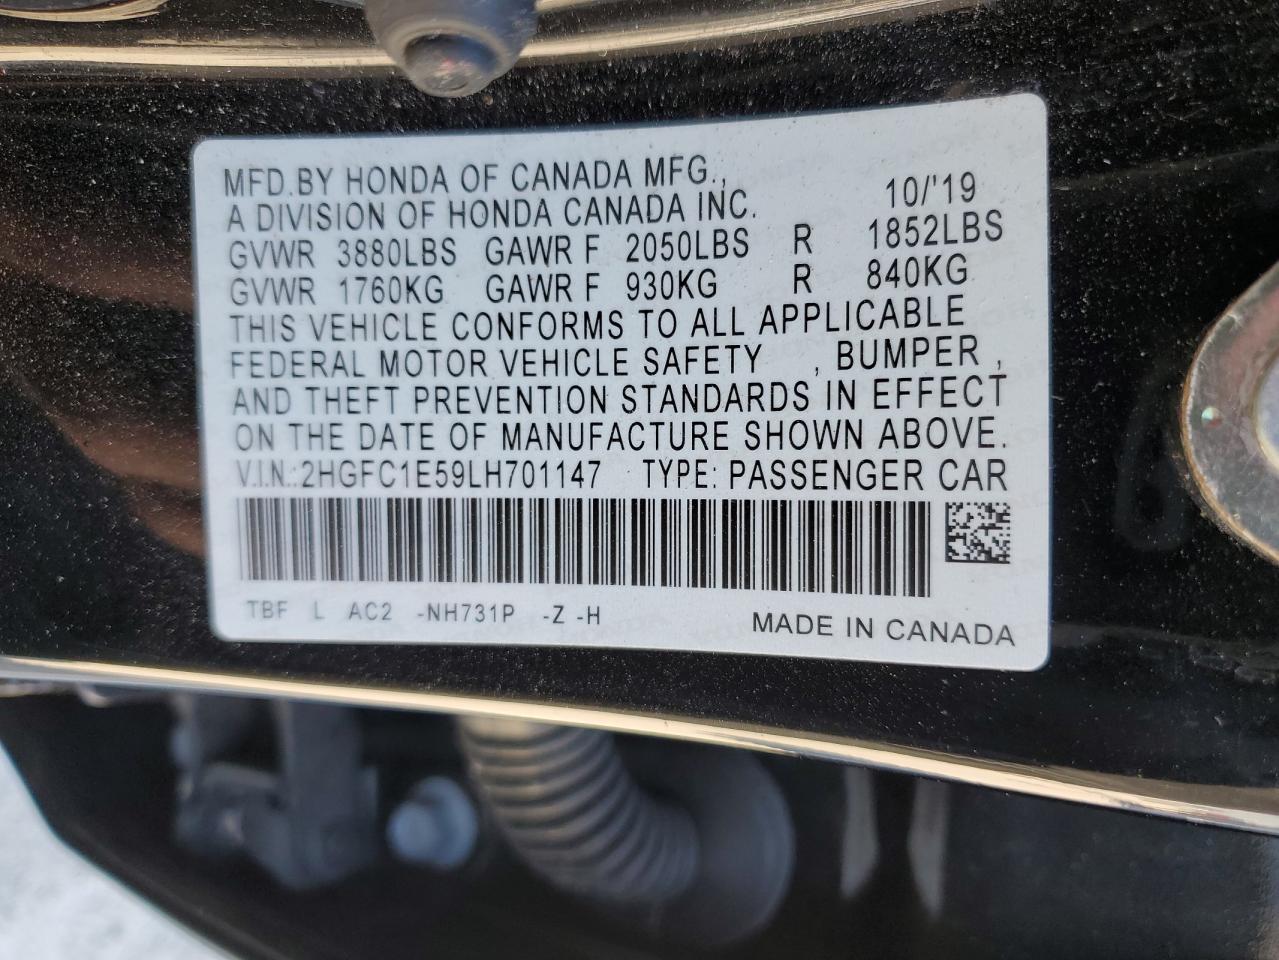 MFD.BY HONDA OF CANADA MFG., 10/'19
A DIVISION OF HONDA CANADA INC.
GVWR 3880LBS GAWR F 2050LBS R 1852LBS
GVWR 1760KG GAWR F 930KG R 840KG
THIS VEHICLE CONFORMS TO ALL APPLICABLE
FEDERAL MOTOR VEHICLE SAFETY , BUMPER ,
AND THEFT PREVENTION STANDARDS IN EFFECT
ON THE DATE OF MANUFACTURE SHOWN ABOVE.
V.I.N.:2HGFC1E59LH701147 TYPE: PASSENGER CAR
TBF L AC2 -NH731P -Z -H MADE IN CANADA